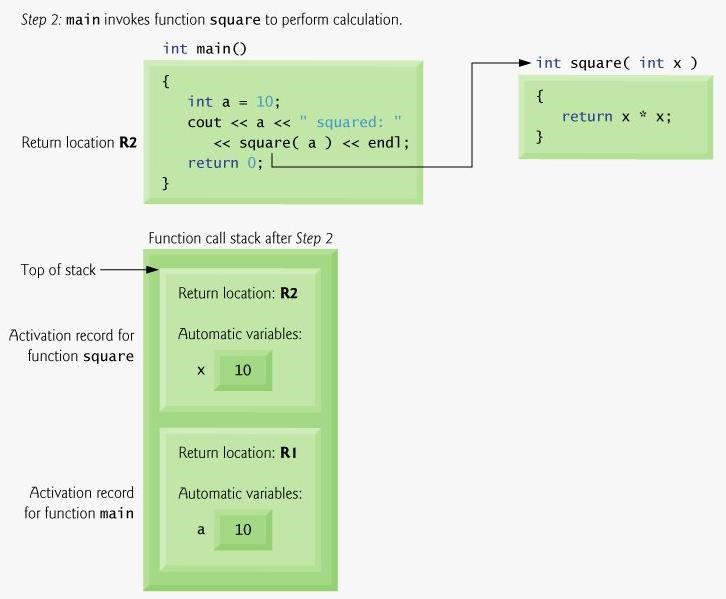 Step 2: main invokes function square to perform calculation.
int main()
{
int a = 10;
cout << a << " squared: "
<< square( a ) << endl;
return 0;
}
Return location R2
int square( int x )
{
return x * x;
}
Function call stack after Step 2
Top of stack
Return location: R2
Activation record for
function square
Automatic variables:
x 10
Return location: R1
Activation record
for function main
Automatic variables:
a 10